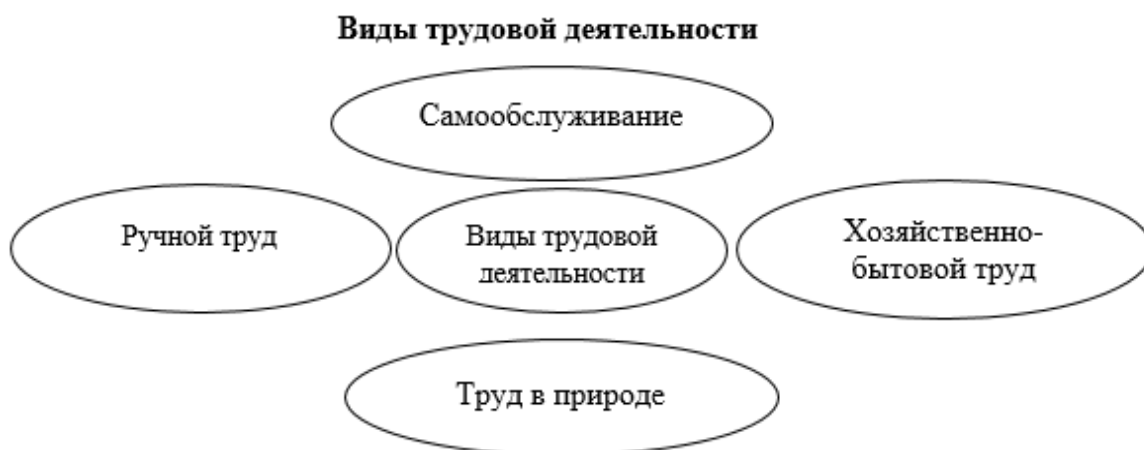 Виды трудовой деятельности
Самообслуживание
Ручной труд
Виды трудовой
деятельности
Хозяйственно-
бытовой труд
Труд в природе